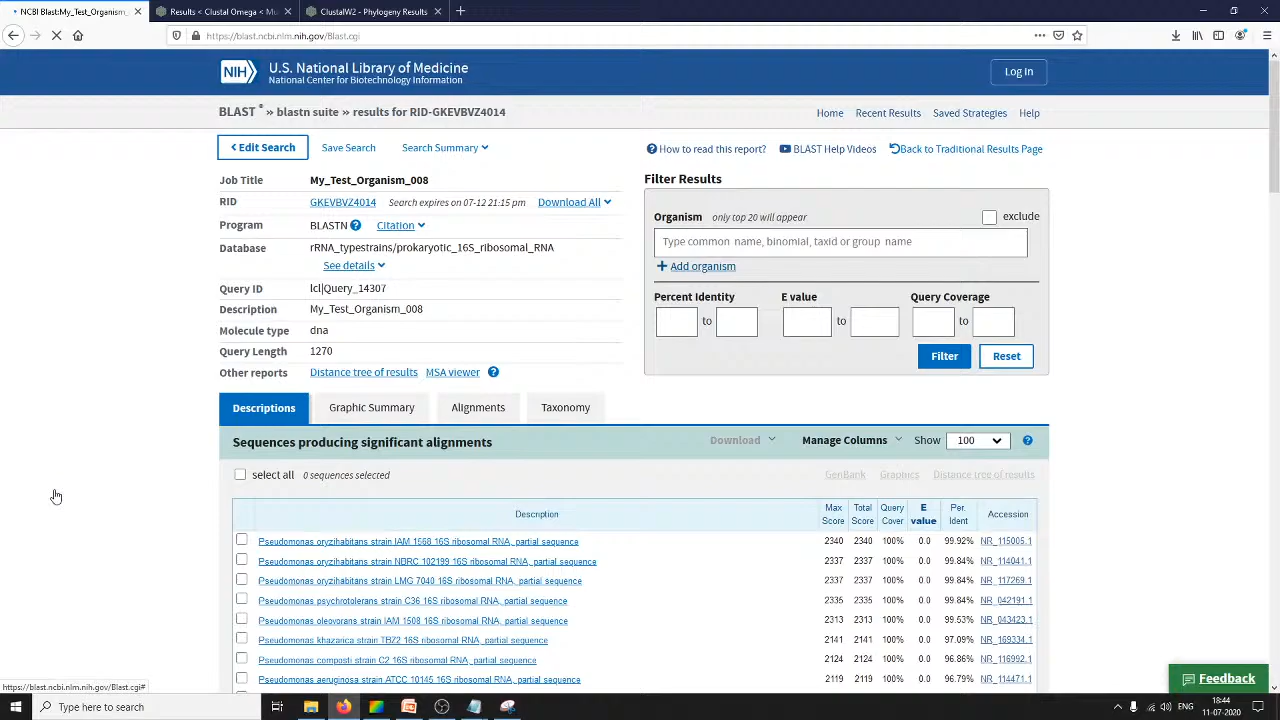 NCBI Blast:My_Test_Organism_
Results < Clustal Omega < Mu
ClustalW2 - Phylogeny Results
https://blast.ncbi.nlm.nih.gov/Blast.cgi
NIH
U.S. National Library of Medicine
National Center for Biotechnology Information
Log in
BLAST ® » blastn suite » results for RID-GKEVBVZ4014
Home Recent Results Saved Strategies Help
< Edit Search Save Search Search Summary
How to read this report? BLAST Help Videos Back to Traditional Results Page
Job Title My_Test_Organism_008
RID GKEVBVZ4014 Search expires on 07-12 21:15 pm Download All
Program BLASTN ? Citation
Database rRNA_typestrains/prokaryotic_16S_ribosomal_RNA
See details
Query ID lcl|Query_14307
Description My_Test_Organism_008
Molecule type dna
Query Length 1270
Other reports Distance tree of results MSA viewer ?
Filter Results
Organism only top 20 will appear exclude
Type common name, binomial, taxid or group name
+ Add organism
Percent Identity E value Query Coverage
to to to
Filter Reset
Descriptions Graphic Summary Alignments Taxonomy
Sequences producing significant alignments Download Manage Columns Show 100 ?
select all 0 sequences selected GenBank Graphics Distance tree of results
Description Max Score Total Score Query Cover E value Per. Ident Accession
Pseudomonas oryzihabitans strain IAM 1568 16S ribosomal RNA, partial sequence 2340 2340 100% 0.0 99.92% NR_115005.1
Pseudomonas oryzihabitans strain NBRC 102199 16S ribosomal RNA, partial sequence 2337 2337 100% 0.0 99.84% NR_114041.1
Pseudomonas oryzihabitans strain LMG 7040 16S ribosomal RNA, partial sequence 2337 2337 100% 0.0 99.84% NR_117269.1
Pseudomonas psychrotolerans strain C36 16S ribosomal RNA, partial sequence 2335 2335 100% 0.0 99.84% NR_042191.1
Pseudomonas oleovorans strain IAM 1508 16S ribosomal RNA, partial sequence 2313 2313 100% 0.0 99.53% NR_043423.1
Pseudomonas khazarica strain TBZ2 16S ribosomal RNA, partial sequence 2141 2141 100% 0.0 97.09% NR_169334.1
Pseudomonas composti strain C2 16S ribosomal RNA, partial sequence 2124 2124 100% 0.0 96.86% NR_116992.1
Pseudomonas aeruginosa strain ATCC 10145 16S ribosomal RNA, partial sequence 2119 2119 100% 0.0 96.79% NR_114471.1
Feedback
https://blast.ncbi.nlm.nih.gov/Blast.cgi#
Type here to search
ENG
18:44
11-07-2020